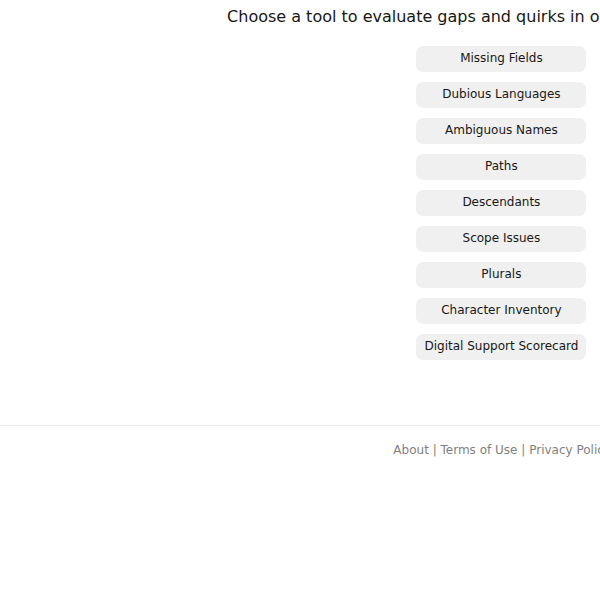 Choose a tool to evaluate gaps and quirks in o
Missing Fields
Dubious Languages
Ambiguous Names
Paths
Descendants
Scope Issues
Plurals
Character Inventory
Digital Support Scorecard
About | Terms of Use | Privacy Polic